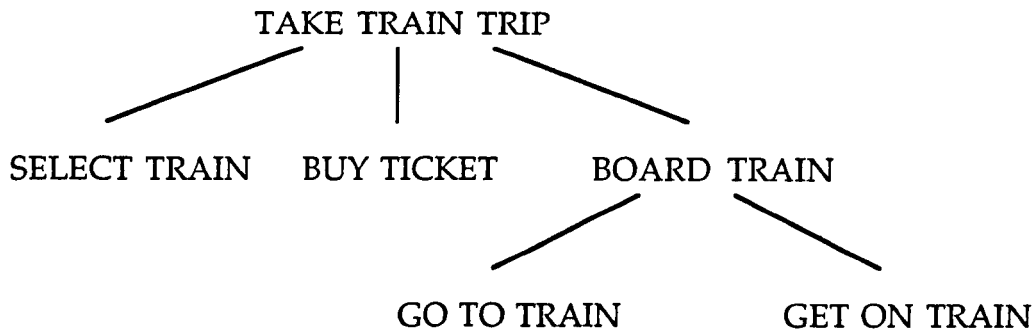 TAKE TRAIN TRIP
SELECT TRAIN BUY TICKET BOARD TRAIN
GO TO TRAIN GET ON TRAIN